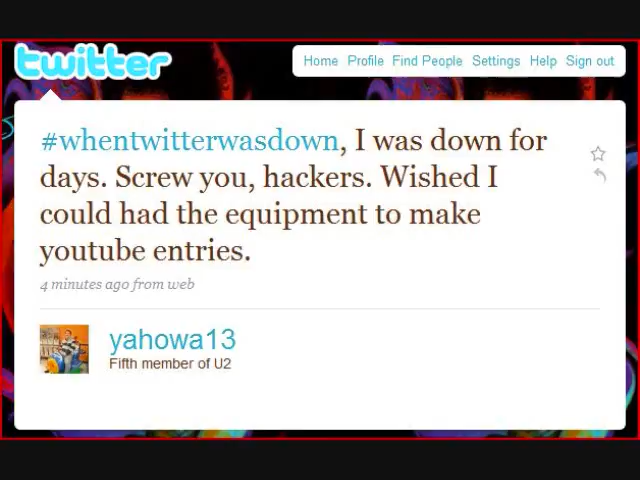 twitter
Home Profile Find People Settings Help Sign out
#whentwitterwasdown, I was down for
days. Screw you, hackers. Wished I
could had the equipment to make
youtube entries.
4 minutes ago from web
yahowa13
Fifth member of U2